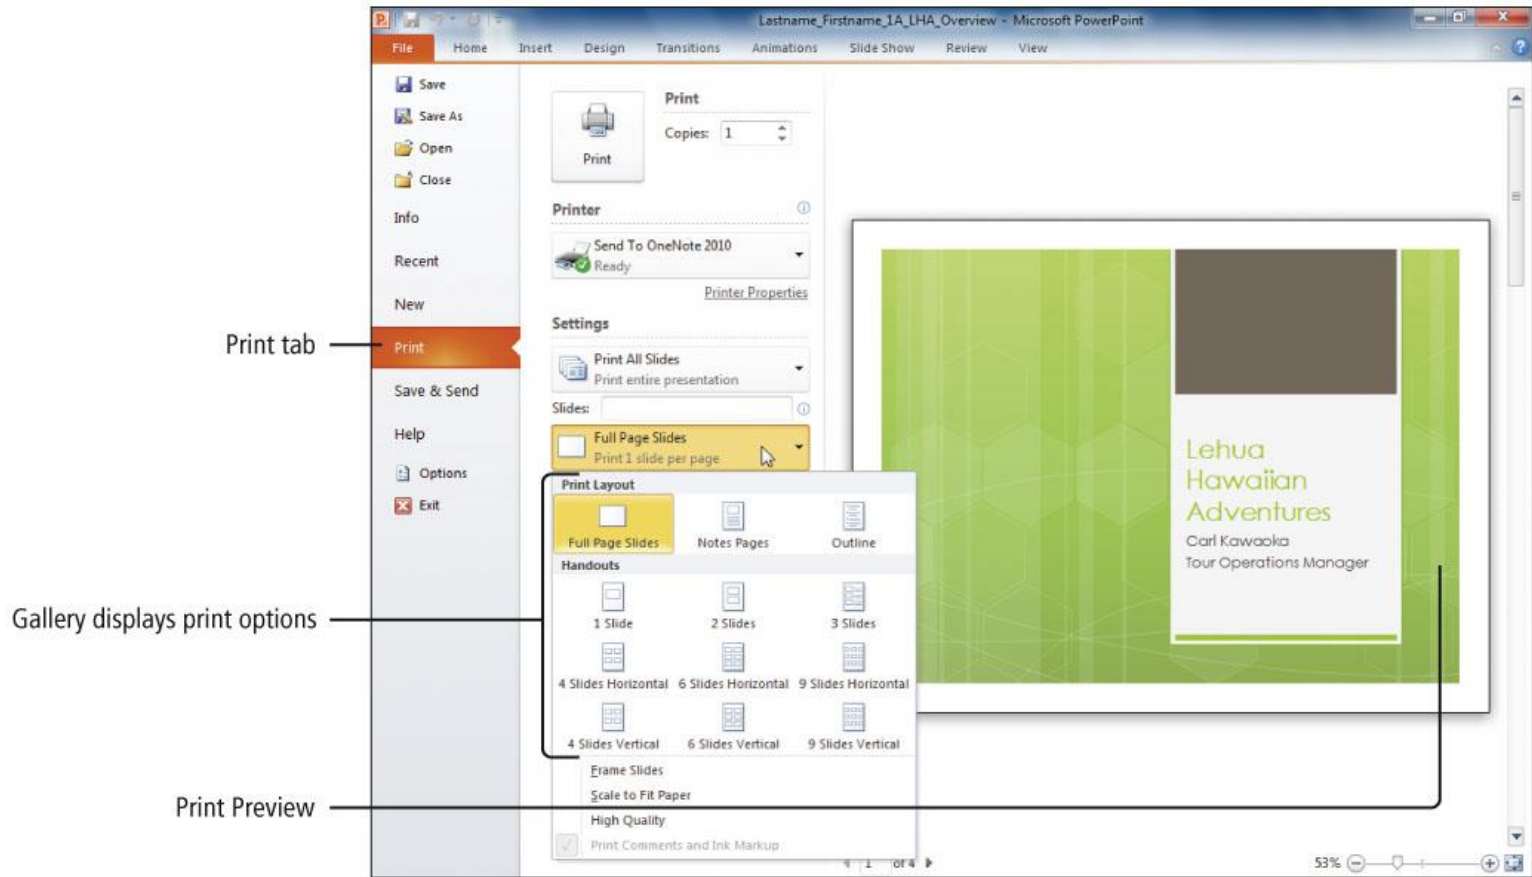 Lastname_Firstname_1A_LHA_Overview - Microsoft PowerPoint
File Home Insert Design Transitions Animations Slide Show Review View
Save
Save As
Open
Close
Info
Recent
New
Print
Save & Send
Help
Options
Exit
Print
Print
Copies: 1
Printer
Send To OneNote 2010
Ready
Printer Properties
Settings
Print All Slides
Print entire presentation
Slides:
Full Page Slides
Print 1 slide per page
Print Layout
Full Page Slides Notes Pages Outline
Handouts
1 Slide 2 Slides 3 Slides
4 Slides Horizontal 6 Slides Horizontal 9 Slides Horizontal
4 Slides Vertical 6 Slides Vertical 9 Slides Vertical
Frame Slides
Scale to Fit Paper
High Quality
Print Comments and Ink Markup
Lehua
Hawaiian
Adventures
Carl Kawaoka
Tour Operations Manager
1 of 4
53%
Print tab
Gallery displays print options
Print Preview